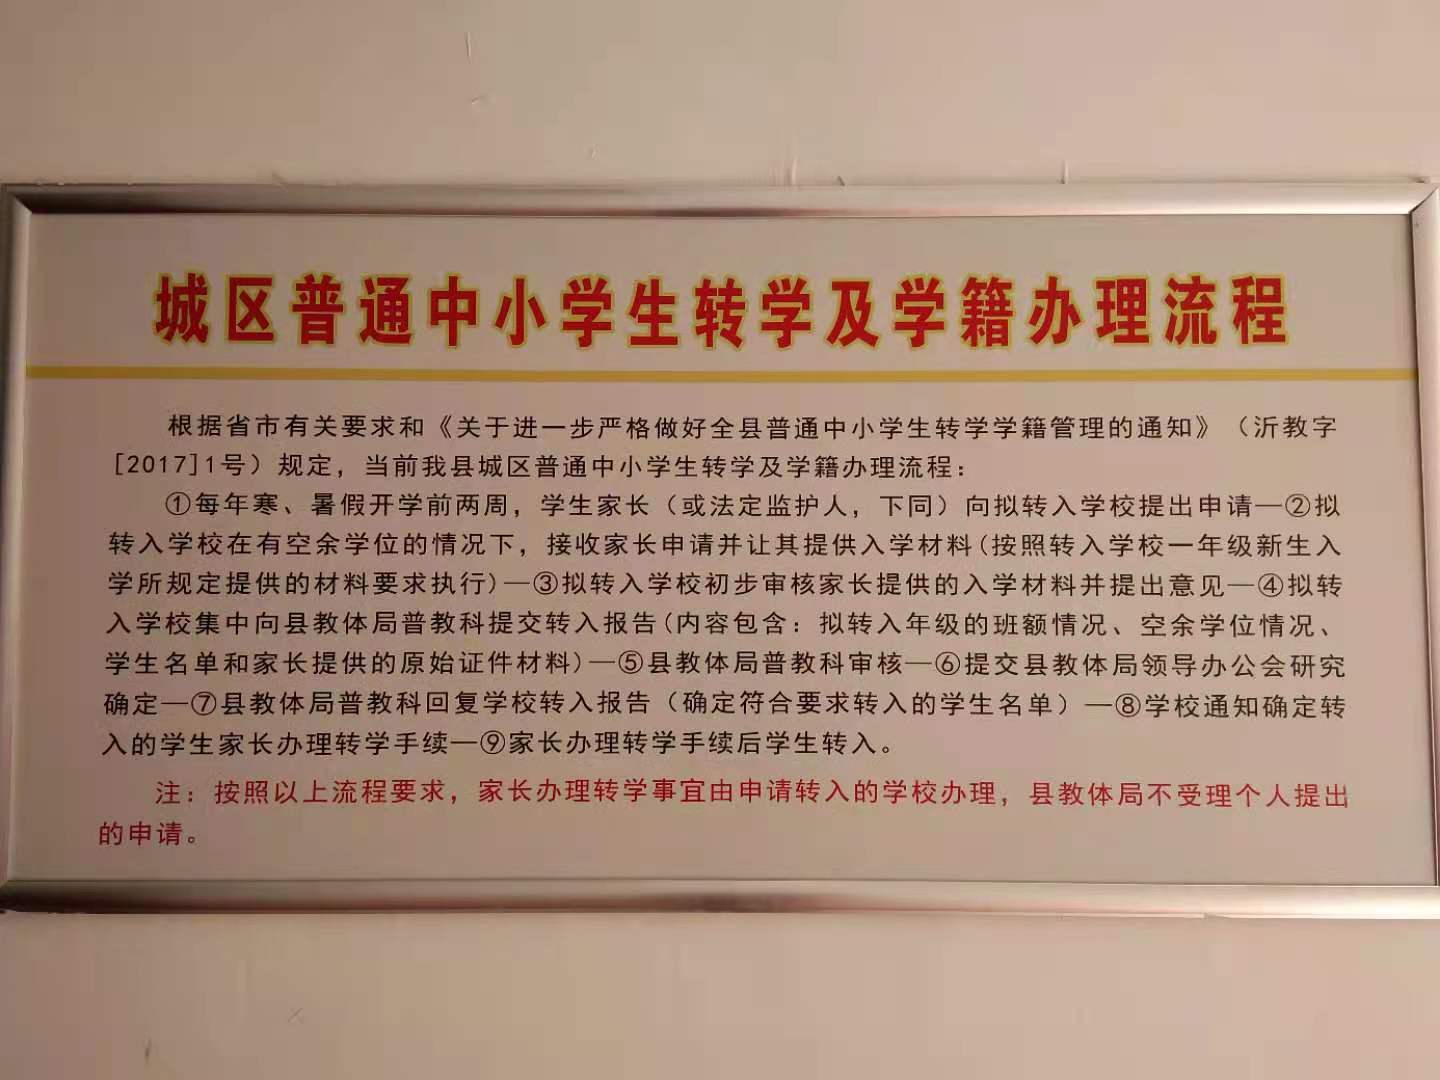 城区普通中小学生转学及学籍办理流程
根据省市有关要求和《关于进一步严格做好全县普通中小学生转学学籍管理的通知》（沂教字
[2017]1号）规定，当前我县城区普通中小学生转学及学籍办理流程：
①每年寒、暑假开学前两周，学生家长（或法定监护人，下同）向拟转入学校提出申请—②拟
转入学校在有空余学位的情况下，接收家长申请并让其提供入学材料(按照转入学校一年级新生入
学所规定提供的材料要求执行)—③拟转入学校初步审核家长提供的入学材料并提出意见—④拟转
入学校集中向县教体局普教科提交转入报告(内容包含：拟转入年级的班额情况、空余学位情况、
学生名单和家长提供的原始证件材料)—⑤县教体局普教科审核—⑥提交县教体局领导办公会研究
确定—⑦县教体局普教科回复学校转入报告（确定符合要求转入的学生名单）—⑧学校通知确定转
入的学生家长办理转学手续—⑨家长办理转学手续后学生转入。
注：按照以上流程要求，家长办理转学事宜由申请转入的学校办理，县教体局不受理个人提出
的申请。